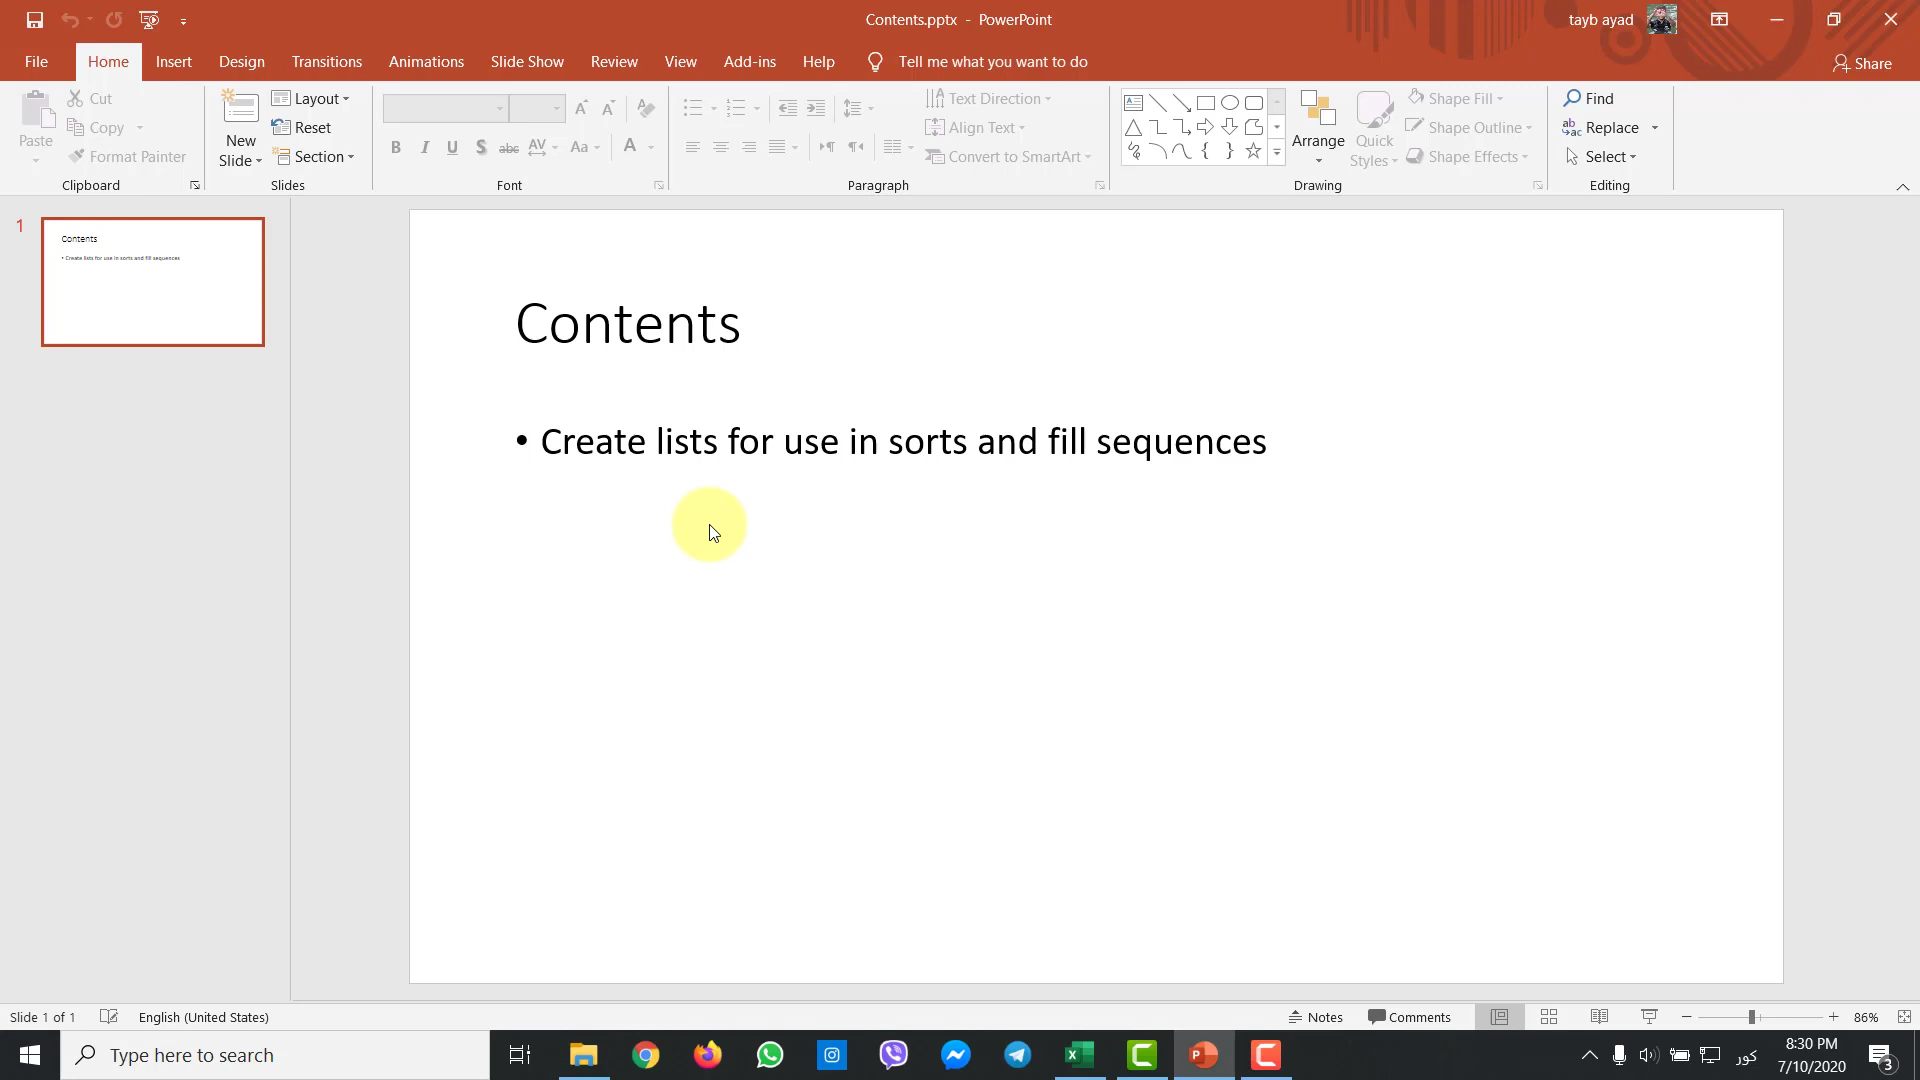 Contents.pptx - PowerPoint
tayb ayad
File Home Insert Design Transitions Animations Slide Show Review View Add-ins Help Tell me what you want to do
Share
Paste
Cut
Copy
Format Painter
Clipboard
New Slide
Layout
Reset
Section
Slides
Font
Text Direction
Align Text
Convert to SmartArt
Paragraph
Arrange
Quick Styles
Shape Fill
Shape Outline
Shape Effects
Drawing
Find
Replace
Select
Editing
1
Contents
• Create lists for use in sorts and fill sequences
Contents
• Create lists for use in sorts and fill sequences
Slide 1 of 1
English (United States)
Notes
Comments
86%
Type here to search
كور
8:30 PM
7/10/2020
3